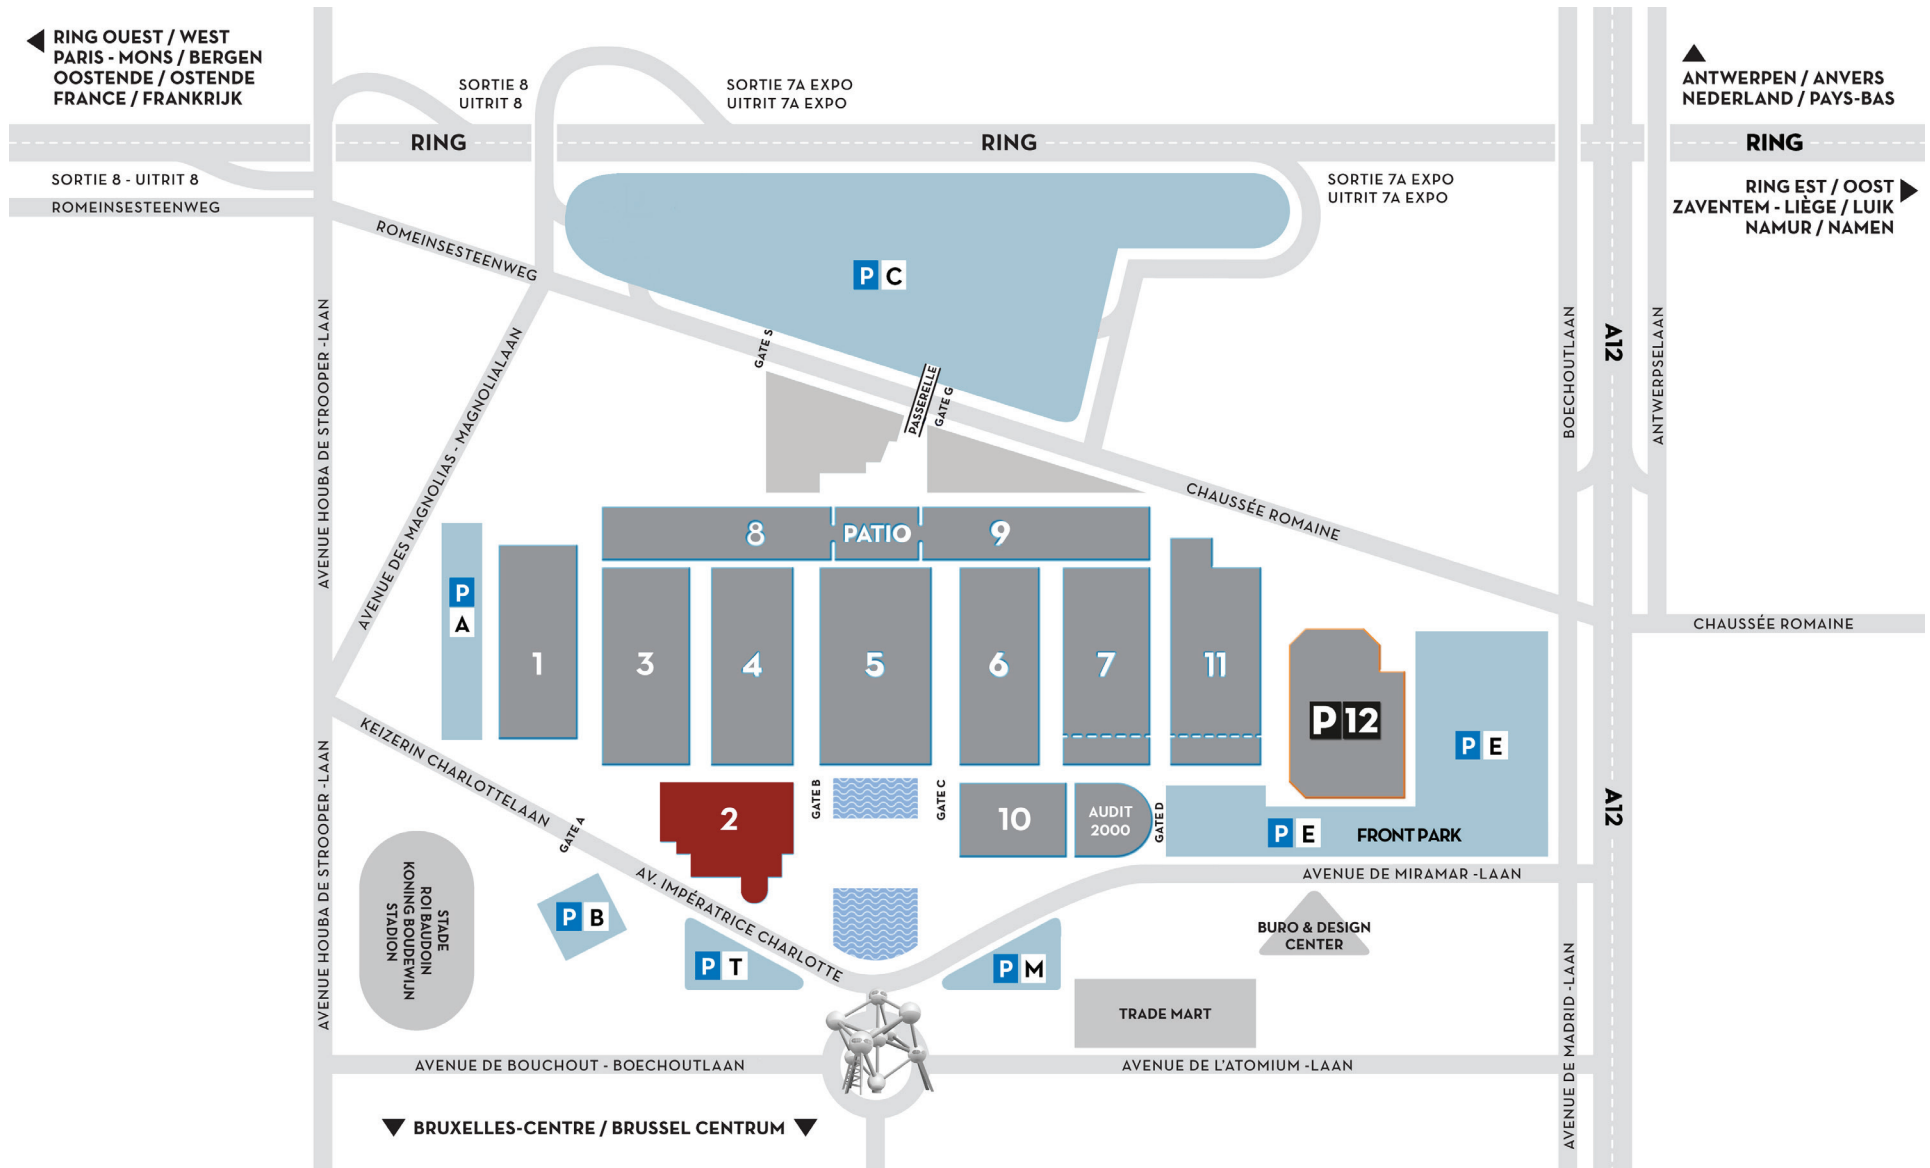 RING OUEST / WEST
PARIS - MONS / BERGEN
OOSTENDE / OSTENDE
FRANCE / FRANKRIJK
SORTIE 8
UITRIT 8
SORTIE 7A EXPO
UITRIT 7A EXPO
ANTWERPEN / ANVERS
NEDERLAND / PAYS-BAS
RING
RING
RING
SORTIE 8 - UITRIT 8
ROMEINSESTEENWEG
SORTIE 7A EXPO
UITRIT 7A EXPO
RING EST / OOST
ZAVENTEM - LIÈGE / LUIK
NAMUR / NAMEN
ROMEINSESTEENWEG
P C
AVENUE HOUBA DE STROOPER -LAAN
AVENUE DES MAGNOLIAS - MAGNOLIALAAN
GATE S
PASSERELLE
GATE G
BOECHOUTLAAN
A12
ANTWERPSELAAN
CHAUSSÉE ROMAINE
CHAUSSÉE ROMAINE
8
PATIO
9
P
A
1
3
4
5
6
7
11
P 12
P E
KEIZERIN CHARLOTTELAAN
GATE A
2
GATE B
GATE C
10
AUDIT
2000
GATE D
P E
FRONT PARK
A12
AVENUE HOUBA DE STROOPER -LAAN
STADE
ROI BAUDOIN
KONING BOUDEWIJN
STADION
P B
AV. IMPÉRATRICE CHARLOTTE
P T
P M
AVENUE DE MIRAMAR -LAAN
BURO & DESIGN
CENTER
TRADE MART
AVENUE DE MADRID -LAAN
AVENUE DE BOUCHOUT - BOECHOUTLAAN
AVENUE DE L'ATOMIUM -LAAN
BRUXELLES-CENTRE / BRUSSEL CENTRUM